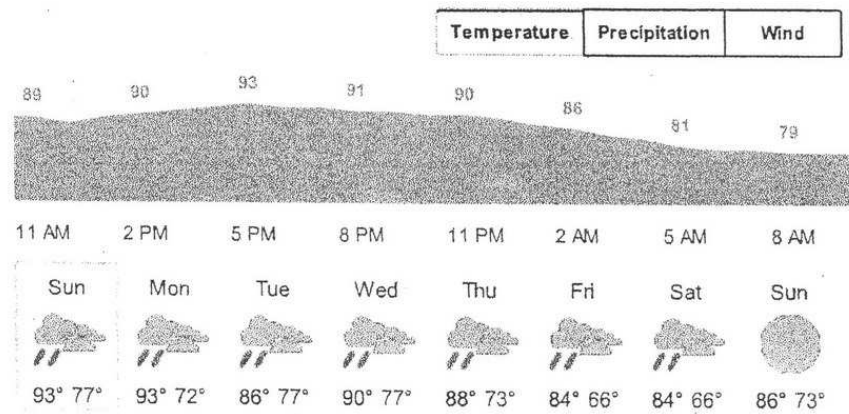 Temperature Precipitation Wind
89 90 93 91 90 86 81 79
11 AM 2 PM 5 PM 8 PM 11 PM 2 AM 5 AM 8 AM
Sun Mon Tue Wed Thu Fri Sat Sun
93° 77° 93° 72° 86° 77° 90° 77° 88° 73° 84° 66° 84° 66° 86° 73°